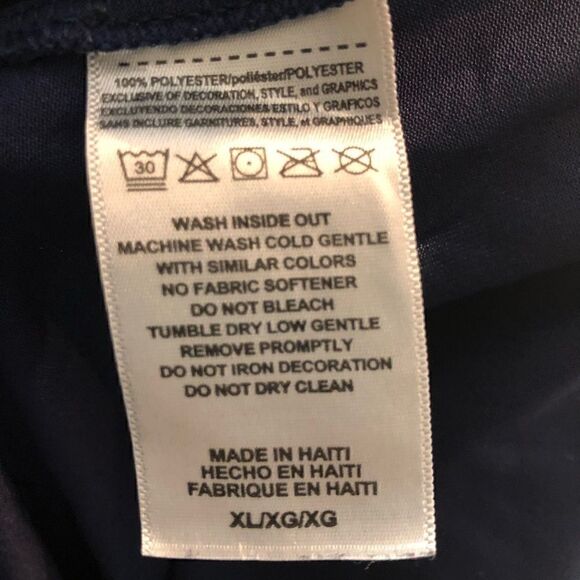 100% POLYESTER/poliéster/POLYESTER
EXCLUSIVE OF DECORATION, STYLE, and GRAPHICS
EXCLUYENDO DECORACIONES ESTILO Y GRAFICOS
SANS INCLURE GARNITURES, STYLE, et GRAPHIQUES
30
WASH INSIDE OUT
MACHINE WASH COLD GENTLE
WITH SIMILAR COLORS
NO FABRIC SOFTENER
DO NOT BLEACH
TUMBLE DRY LOW GENTLE
REMOVE PROMPTLY
DO NOT IRON DECORATION
DO NOT DRY CLEAN
MADE IN HAITI
HECHO EN HAITI
FABRIQUE EN HAITI
XL/XG/XG